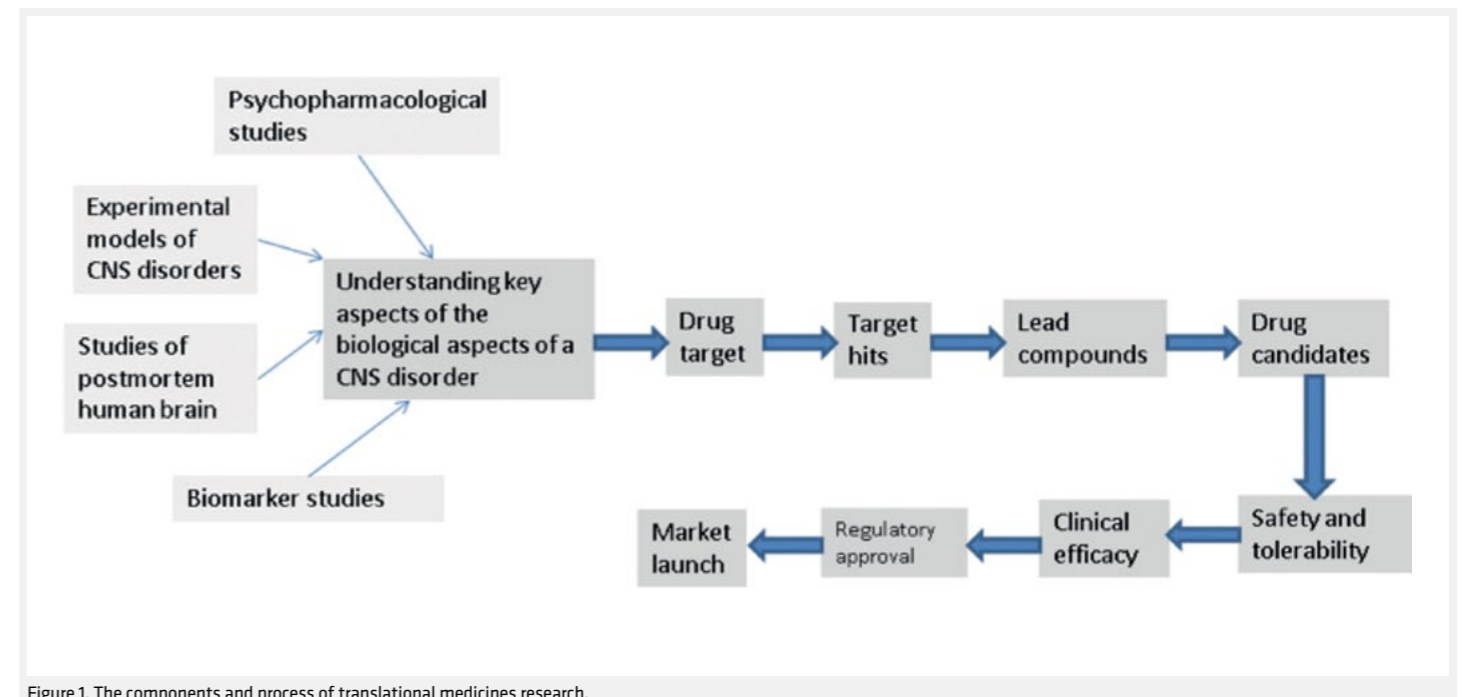 Psychopharmacological
studies
Experimental
models of
CNS disorders
Studies of
postmortem
human brain
Biomarker studies
Understanding key
aspects of the
biological aspects of a
CNS disorder
Drug
target
Target
hits
Lead
compounds
Drug
candidates
Safety and
tolerability
Clinical
efficacy
Regulatory
approval
Market
launch
Figure 1. The components and process of translational medicines research.